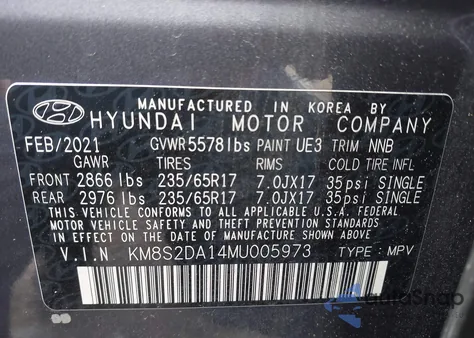 MANUFACTURED IN KOREA BY
HYUNDAI MOTOR COMPANY
FEB/2021 GVWR 5578lbs PAINT UE3 TRIM NNB
GAWR TIRES RIMS COLD TIRE INFL
FRONT 2866 lbs 235/65R17 7.0JX17 35psi SINGLE
REAR 2976 lbs 235/65R17 7.0JX17 35psi SINGLE
THIS VEHICLE CONFORMS TO ALL APPLICABLE U.S.A. FEDERAL
MOTOR VEHICLE SAFETY, BUMPER, AND THEFT PREVENTION
STANDARDS IN EFFECT ON THE DATE OF MANUFACTURE SHOWN ABOVE.
V.I.N. KM8S2DA14MU005973 TYPE: MPV
autoSnap